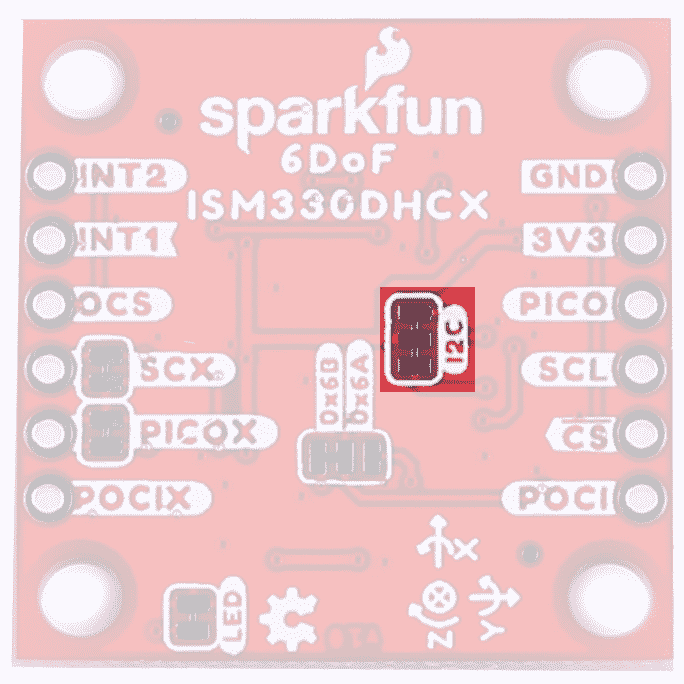 sparkfun
6DoF
ISM330DHCX
INT2
GND
INT1
3V3
OCS
PICO
I2C
SCX
SCL
0x6B
0x6A
PICOX
CS
POCIX
POCI
X
LED
Z
Y